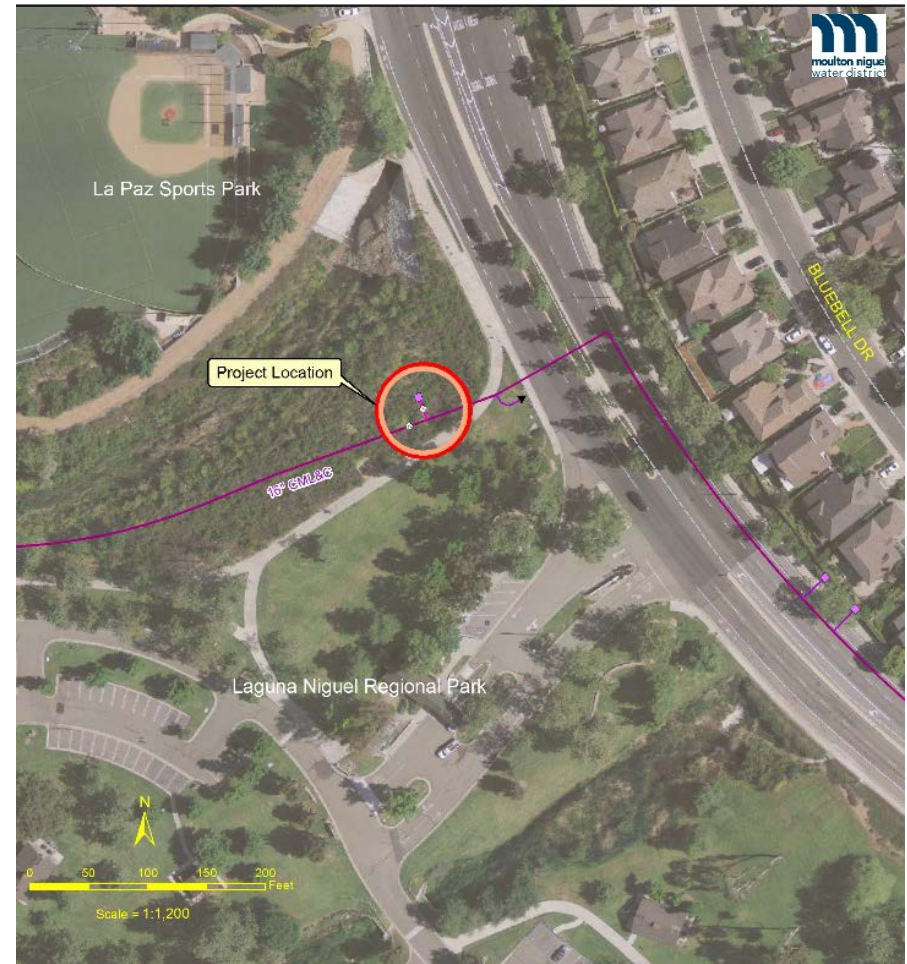 moulton niguel
water district
La Paz Sports Park
BLUEBELL DR
Project Location
16" CML&C
Laguna Niguel Regional Park
N
0 50 100 150 200
Feet
Scale = 1:1,200